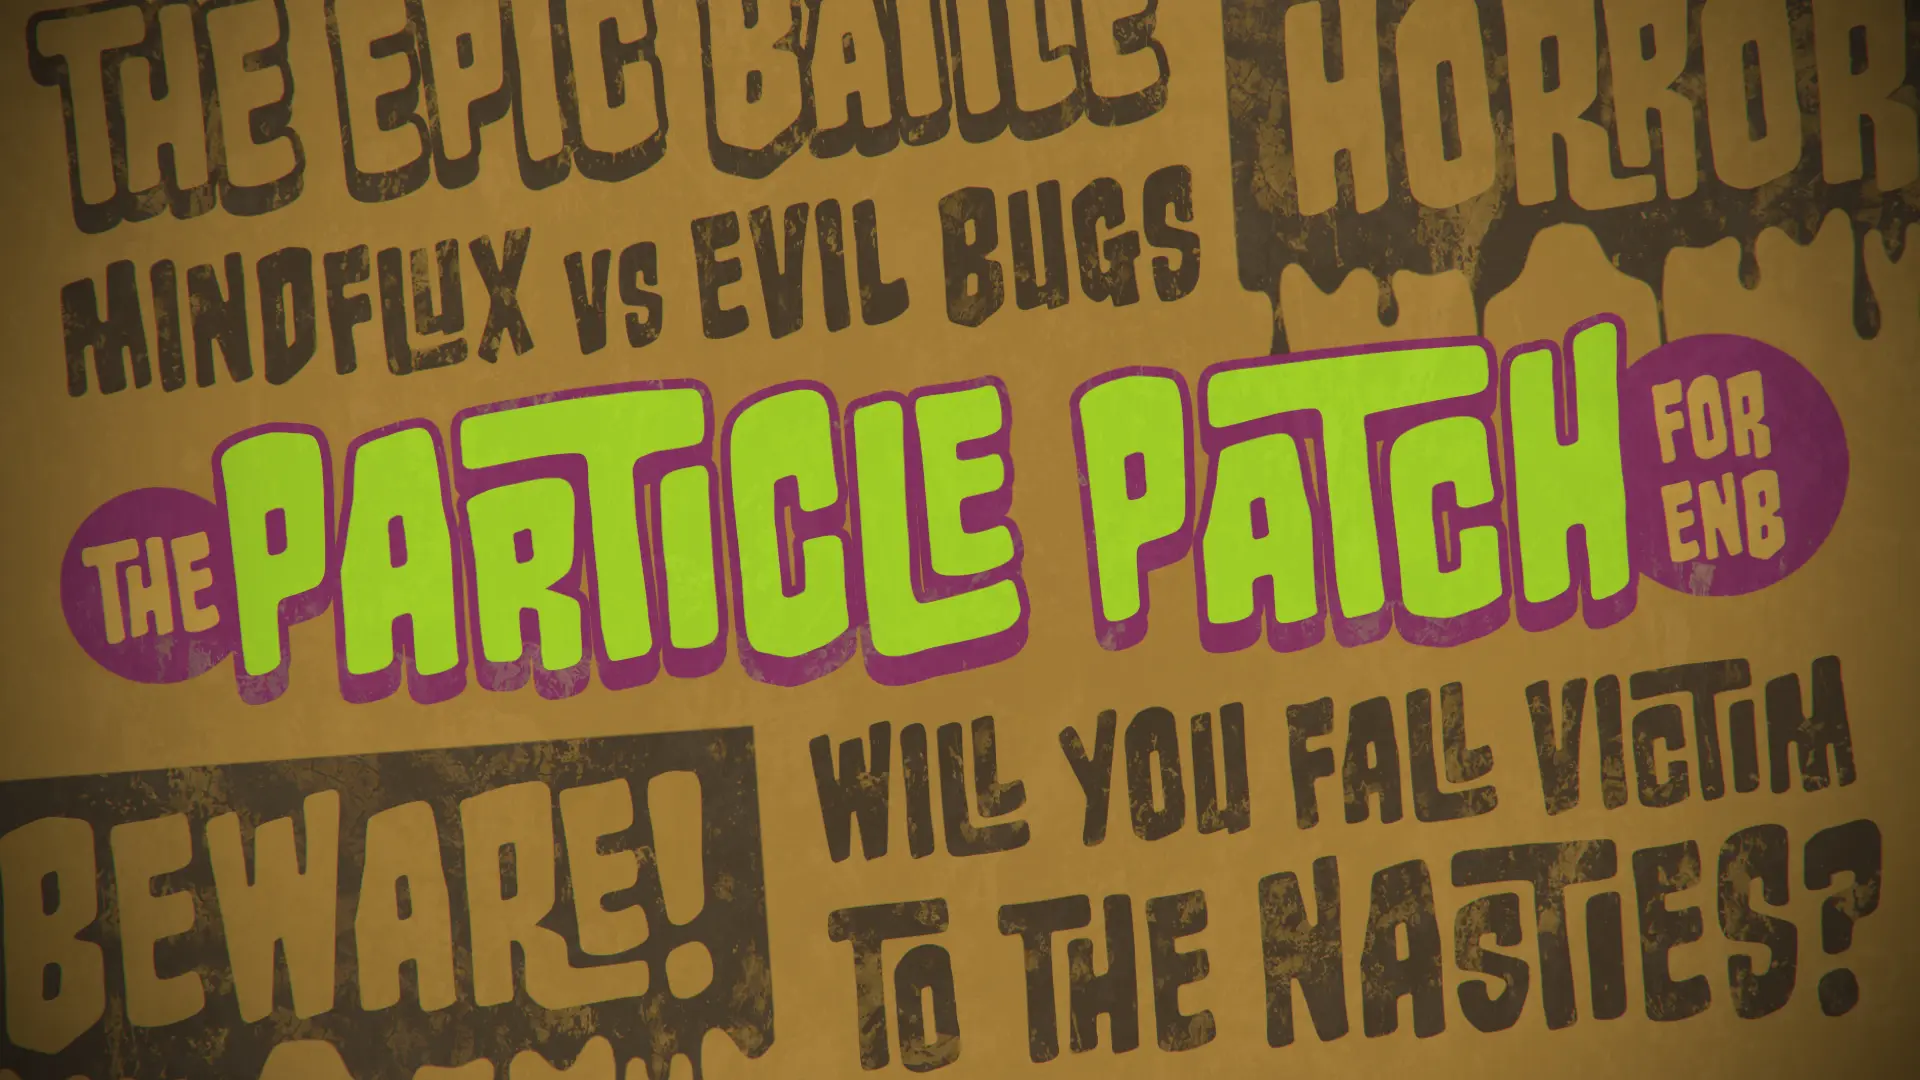 THE EPIC BATTLE
HORROR
MINDFLUX VS EVIL BUGS
THE PARTICLE PATCH FOR ENB
BEWARE!
WILL YOU FALL VICTIM
TO THE NASTIES?